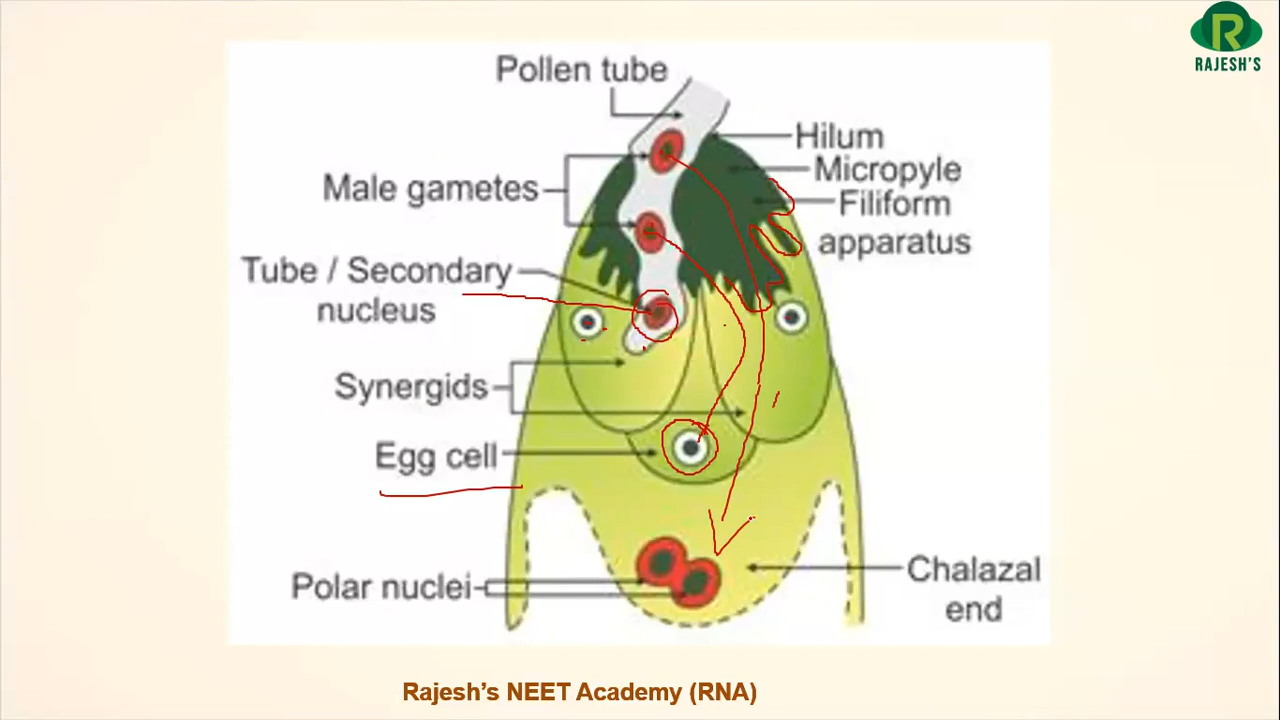 R
RAJESH'S
Pollen tube
Hilum
Micropyle
Filiform
apparatus
Male gametes
Tube / Secondary
nucleus
Synergids
Egg cell
Polar nuclei
Chalazal
end
Rajesh's NEET Academy (RNA)